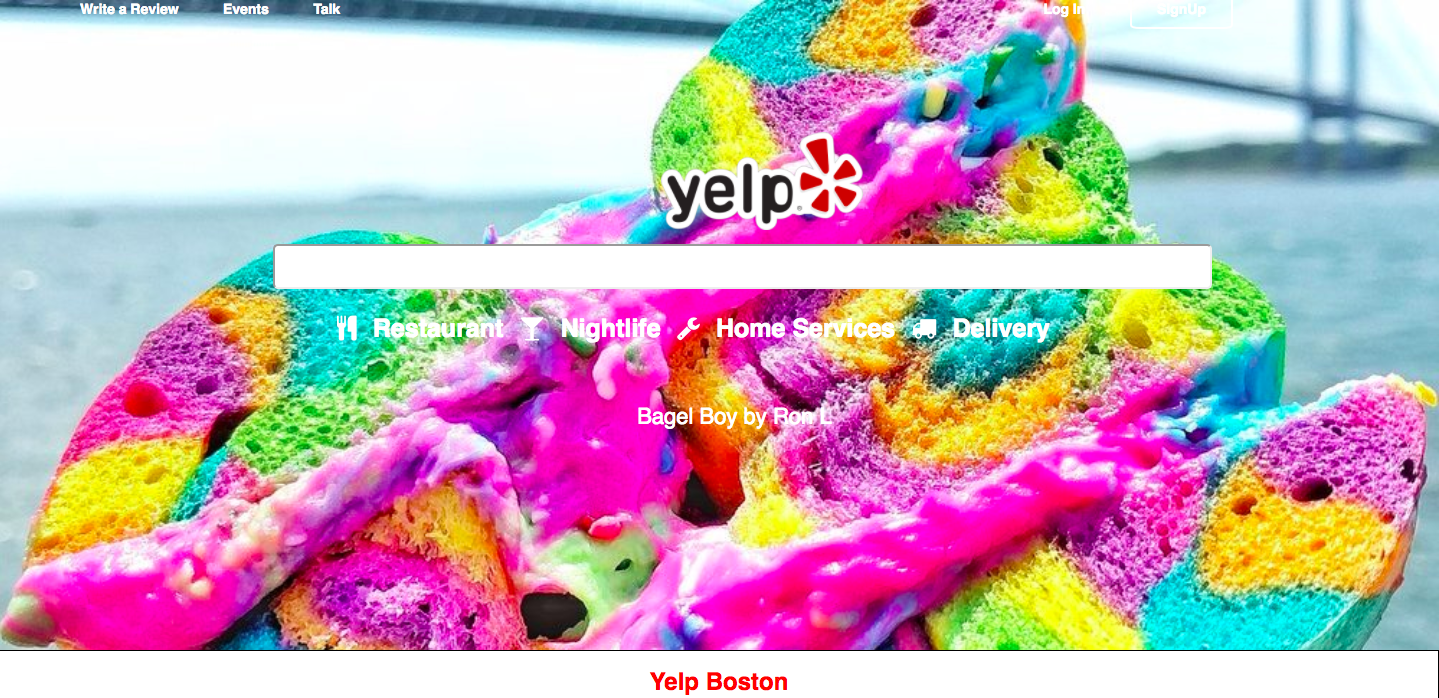 Write a Review Events Talk Log In SignUp
yelp
Restaurant Nightlife Home Services Delivery
Bagel Boy by Ron L
Yelp Boston